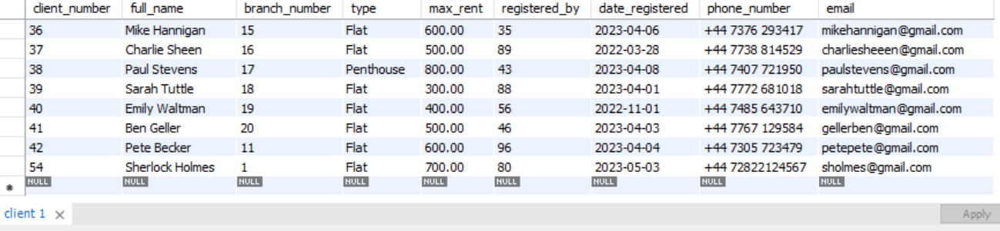 client_number full_name branch_number type max_rent registered_by date_registered phone_number email
36 Mike Hannigan 15 Flat 600.00 35 2023-04-06 +44 7376 293417 mikehannigan@gmail.com
37 Charlie Sheen 16 Flat 500.00 89 2022-03-28 +44 7738 814529 charliesheeen@gmail.com
38 Paul Stevens 17 Penthouse 800.00 43 2023-04-08 +44 7407 721950 paulstevens@gmail.com
39 Sarah Tuttle 18 Flat 300.00 88 2023-04-01 +44 7772 681018 sarahtuttle@gmail.com
40 Emily Waltman 19 Flat 400.00 56 2022-11-01 +44 7485 643710 emilywaltman@gmail.com
41 Ben Geller 20 Flat 500.00 46 2023-04-03 +44 7767 129584 gellerben@gmail.com
42 Pete Becker 11 Flat 600.00 96 2023-04-04 +44 7305 723479 petepete@gmail.com
54 Sherlock Holmes 1 Flat 700.00 80 2023-05-03 +44 72822124567 sholmes@gmail.com
NULL NULL NULL NULL NULL NULL NULL NULL NULL
client 1 Apply